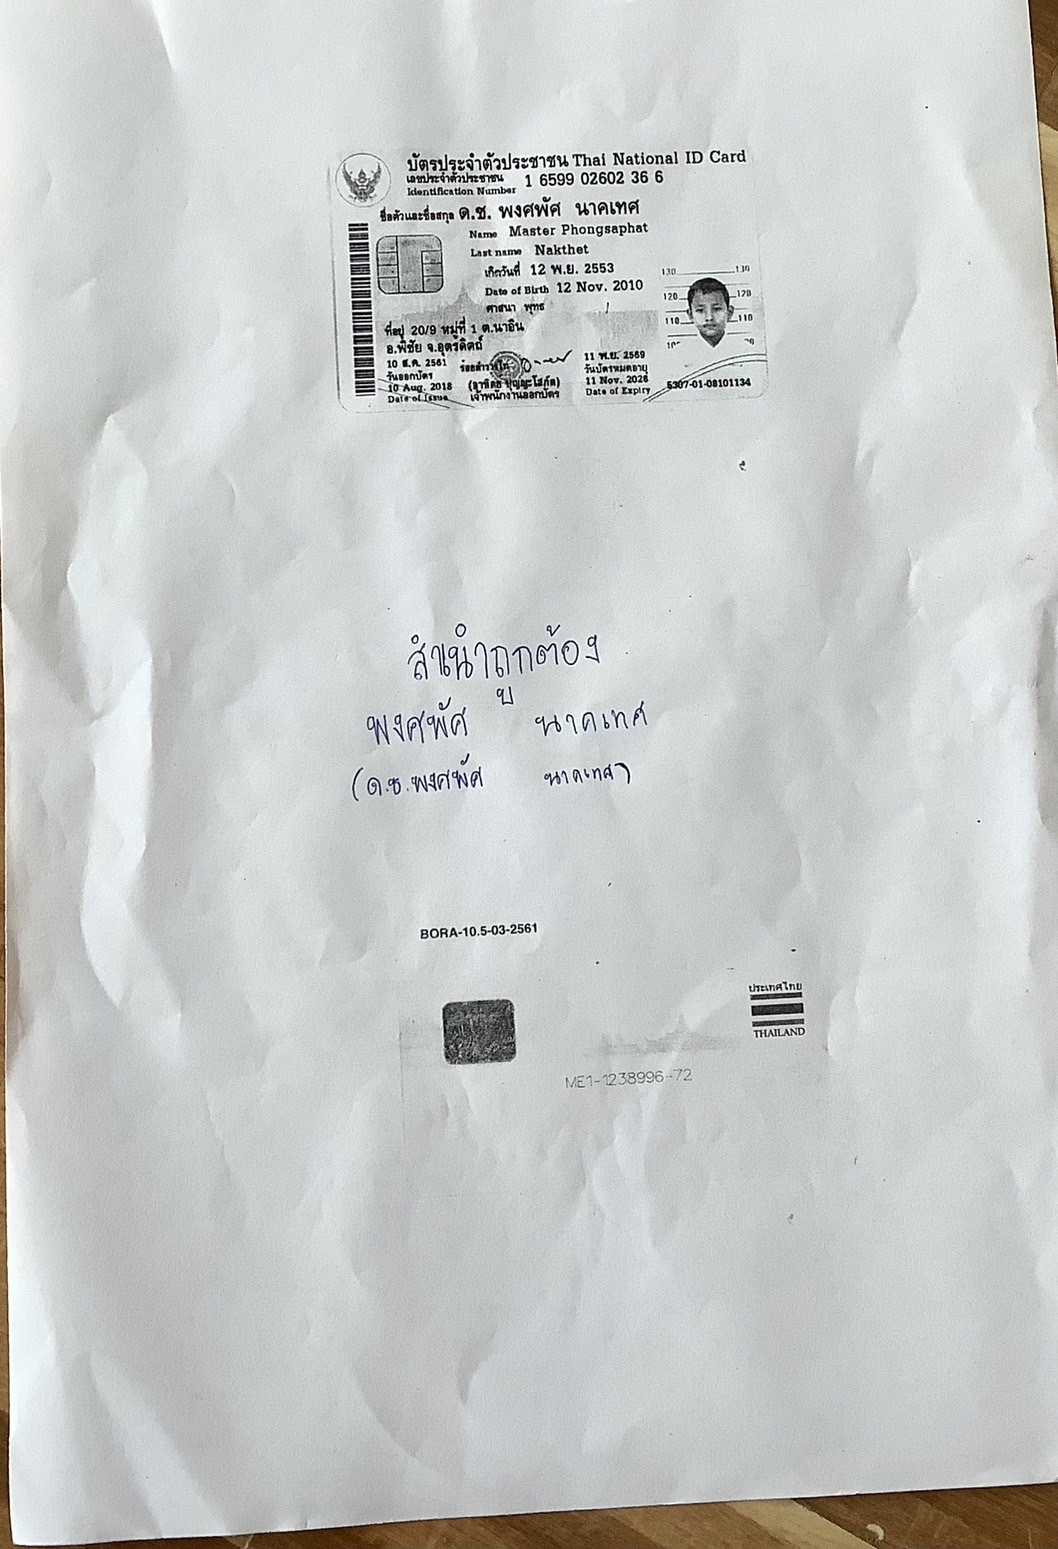 บัตรประจำตัวประชาชน Thai National ID Card
เลขประจำตัวประชาชน
Identification Number 1 6599 02602 36 6
ชื่อตัวและชื่อสกุล ด.ช. พงศพัศ นาคเทศ
Name Master Phongsaphat
Last name Nakthet
เกิดวันที่ 12 พ.ย. 2553
Date of Birth 12 Nov. 2010
ศาสนา พุทธ
ที่อยู่ 20/9 หมู่ที่ 1 ต.นาอิน
อ.พิชัย จ.อุตรดิตถ์
10 ส.ค. 2561
วันออกบัตร
10 Aug. 2018
Date of Issue
เจ้าพนักงานออกบัตร
11 พ.ย. 2569
วันบัตรหมดอายุ
11 Nov. 2026
Date of Expiry
130 130
120 120
110 110
5307-01-08101134
สำเนำถูกต้อง
พงศพัศ นาคเทศ
(ด.ช.พงศพัศ นาคเทศ)
BORA-10.5-03-2561
ประเทศไทย
THAILAND
ME1-1238996-72